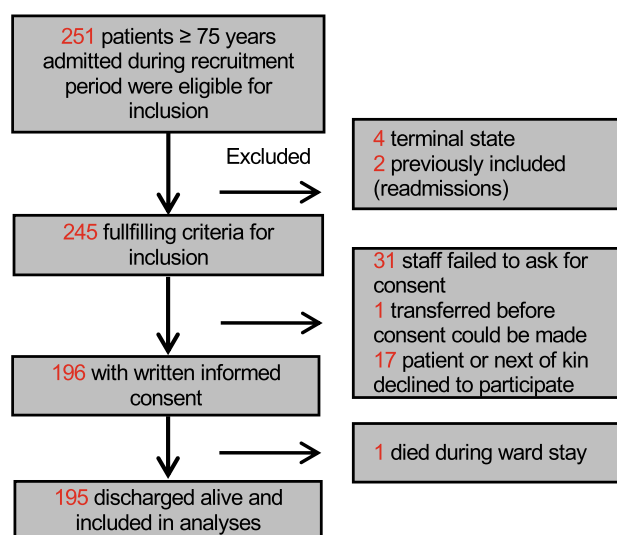 251 patients ≥ 75 years
admitted during recruitment
period were eligible for
inclusion
Excluded
4 terminal state
2 previously included
(readmissions)
245 fullfilling criteria for
inclusion
31 staff failed to ask for
consent
1 transferred before
consent could be made
17 patient or next of kin
declined to participate
196 with written informed
consent
1 died during ward stay
195 discharged alive and
included in analyses